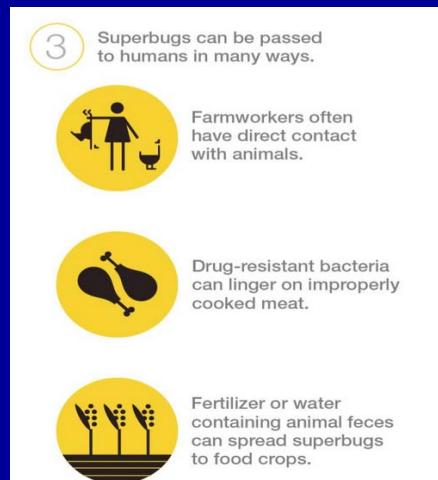 3
Superbugs can be passed
to humans in many ways.
Farmworkers often
have direct contact
with animals.
Drug-resistant bacteria
can linger on improperly
cooked meat.
Fertilizer or water
containing animal feces
can spread superbugs
to food crops.